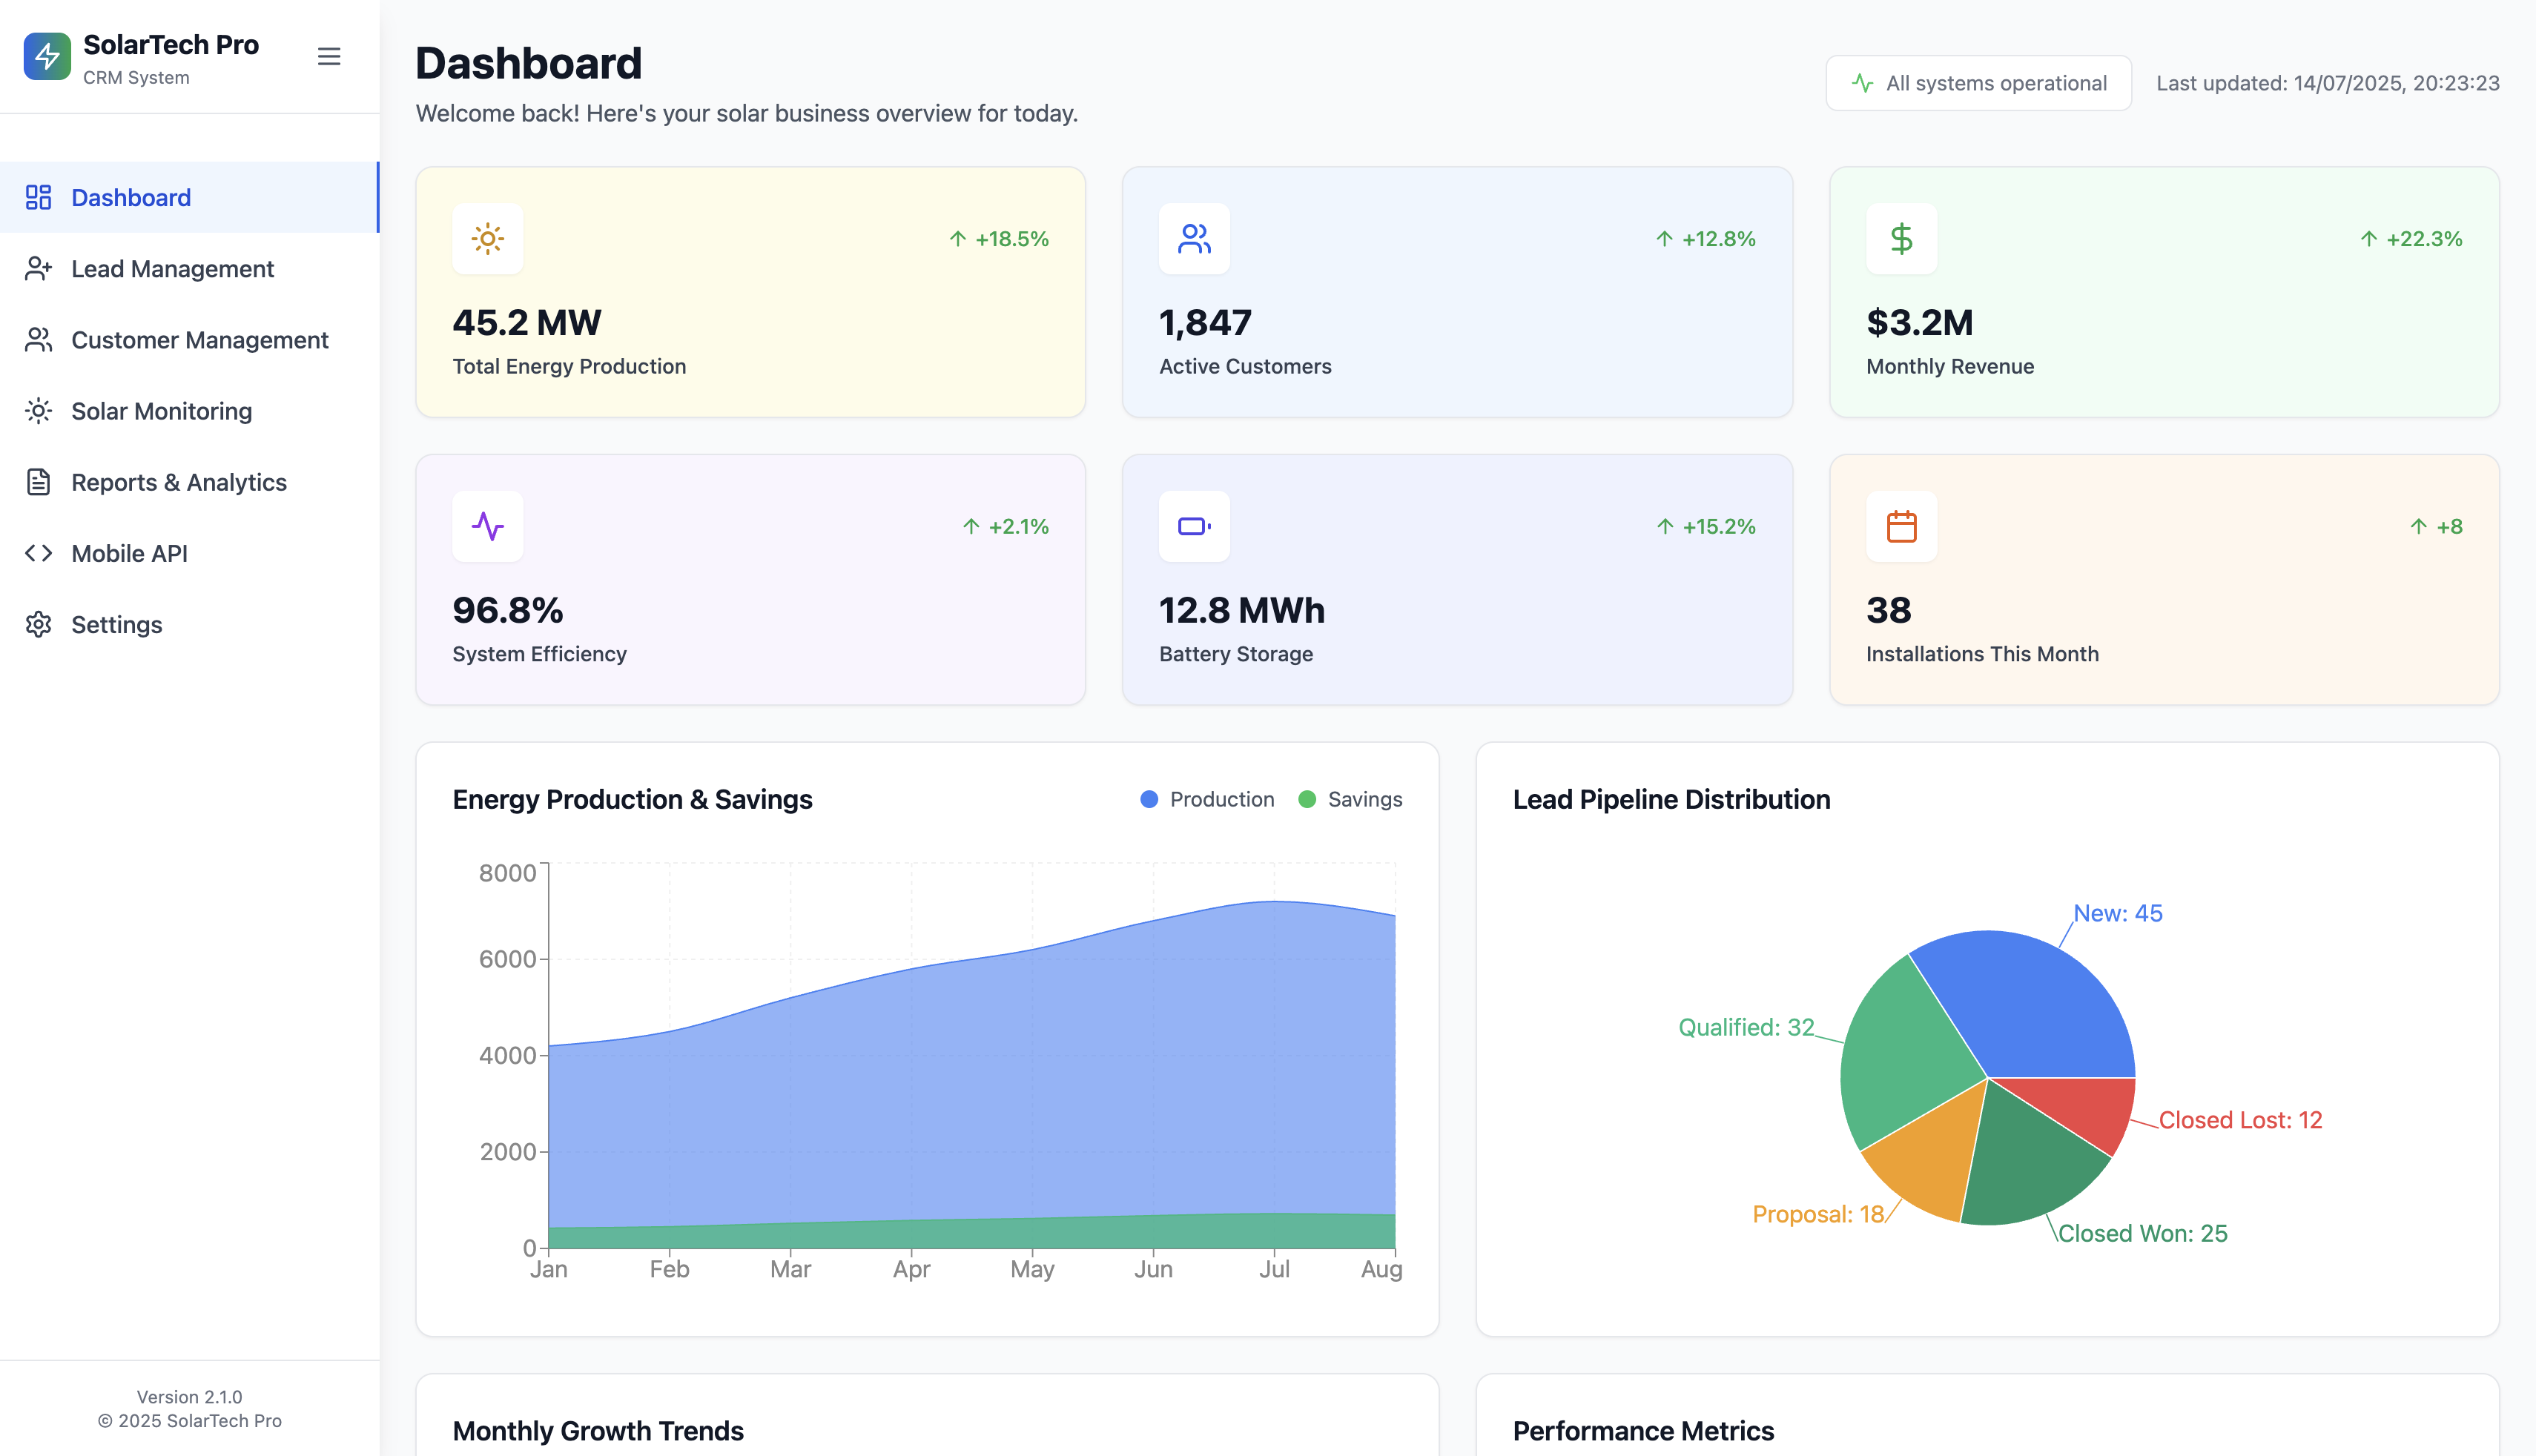 SolarTech Pro
CRM System
Dashboard
Lead Management
Customer Management
Solar Monitoring
Reports & Analytics
Mobile API
Settings
Version 2.1.0
© 2025 SolarTech Pro
Dashboard
Welcome back! Here's your solar business overview for today.
All systems operational
Last updated: 14/07/2025, 20:23:23
+18.5%
45.2 MW
Total Energy Production
+12.8%
1,847
Active Customers
+22.3%
$3.2M
Monthly Revenue
+2.1%
96.8%
System Efficiency
+15.2%
12.8 MWh
Battery Storage
+8
38
Installations This Month
Energy Production & Savings
Production
Savings
8000
6000
4000
2000
0
Jan Feb Mar Apr May Jun Jul Aug
Lead Pipeline Distribution
New: 45
Qualified: 32
Closed Lost: 12
Proposal: 18
Closed Won: 25
Monthly Growth Trends
Performance Metrics